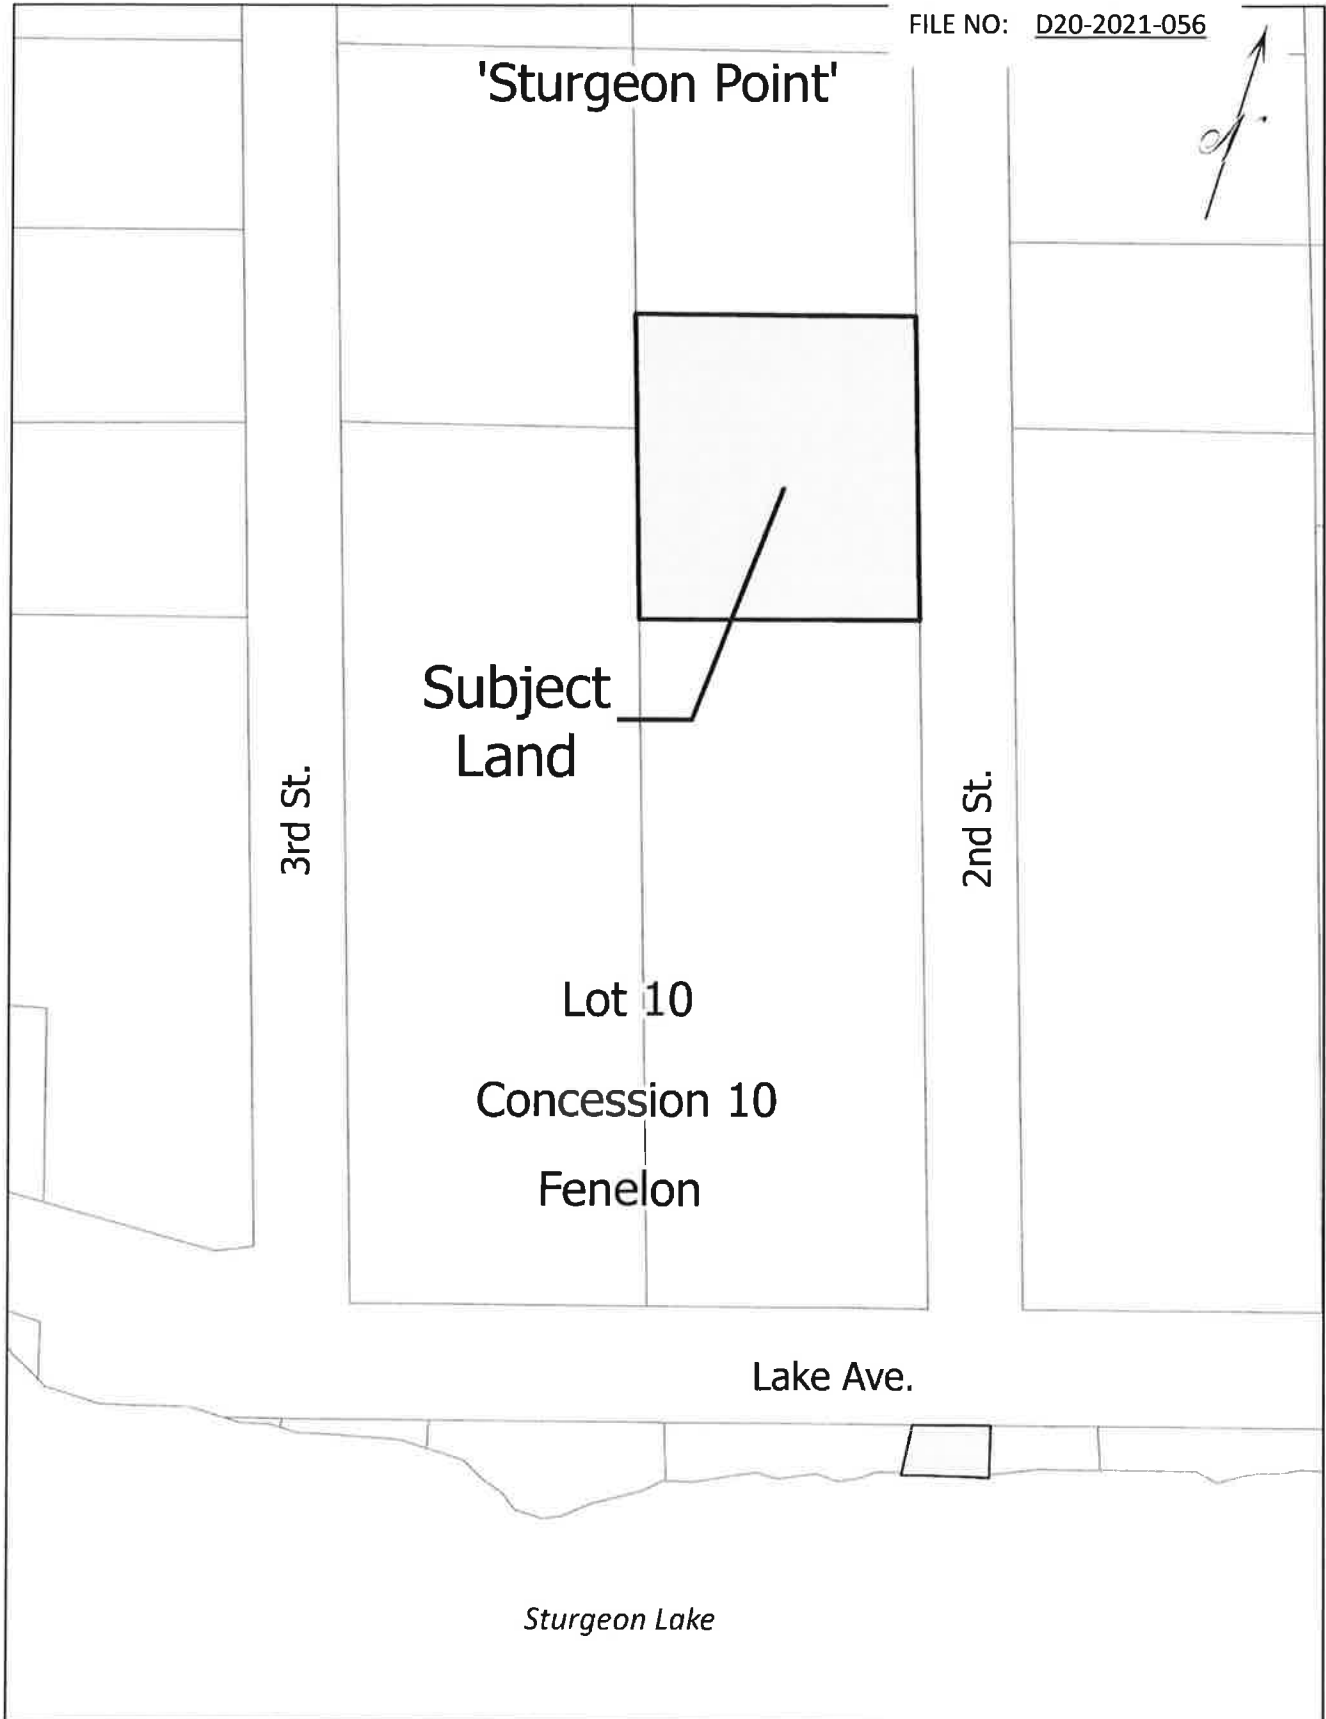 FILE NO: D20-2021-056
'Sturgeon Point'
Subject
Land
3rd St.
2nd St.
Lot 10
Concession 10
Fenelon
Lake Ave.
Sturgeon Lake